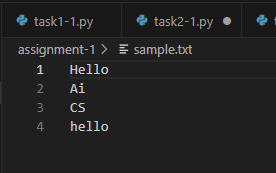 task1-1.py task2-1.py
assignment-1 > sample.txt
1 Hello
2 Ai
3 CS
4 hello